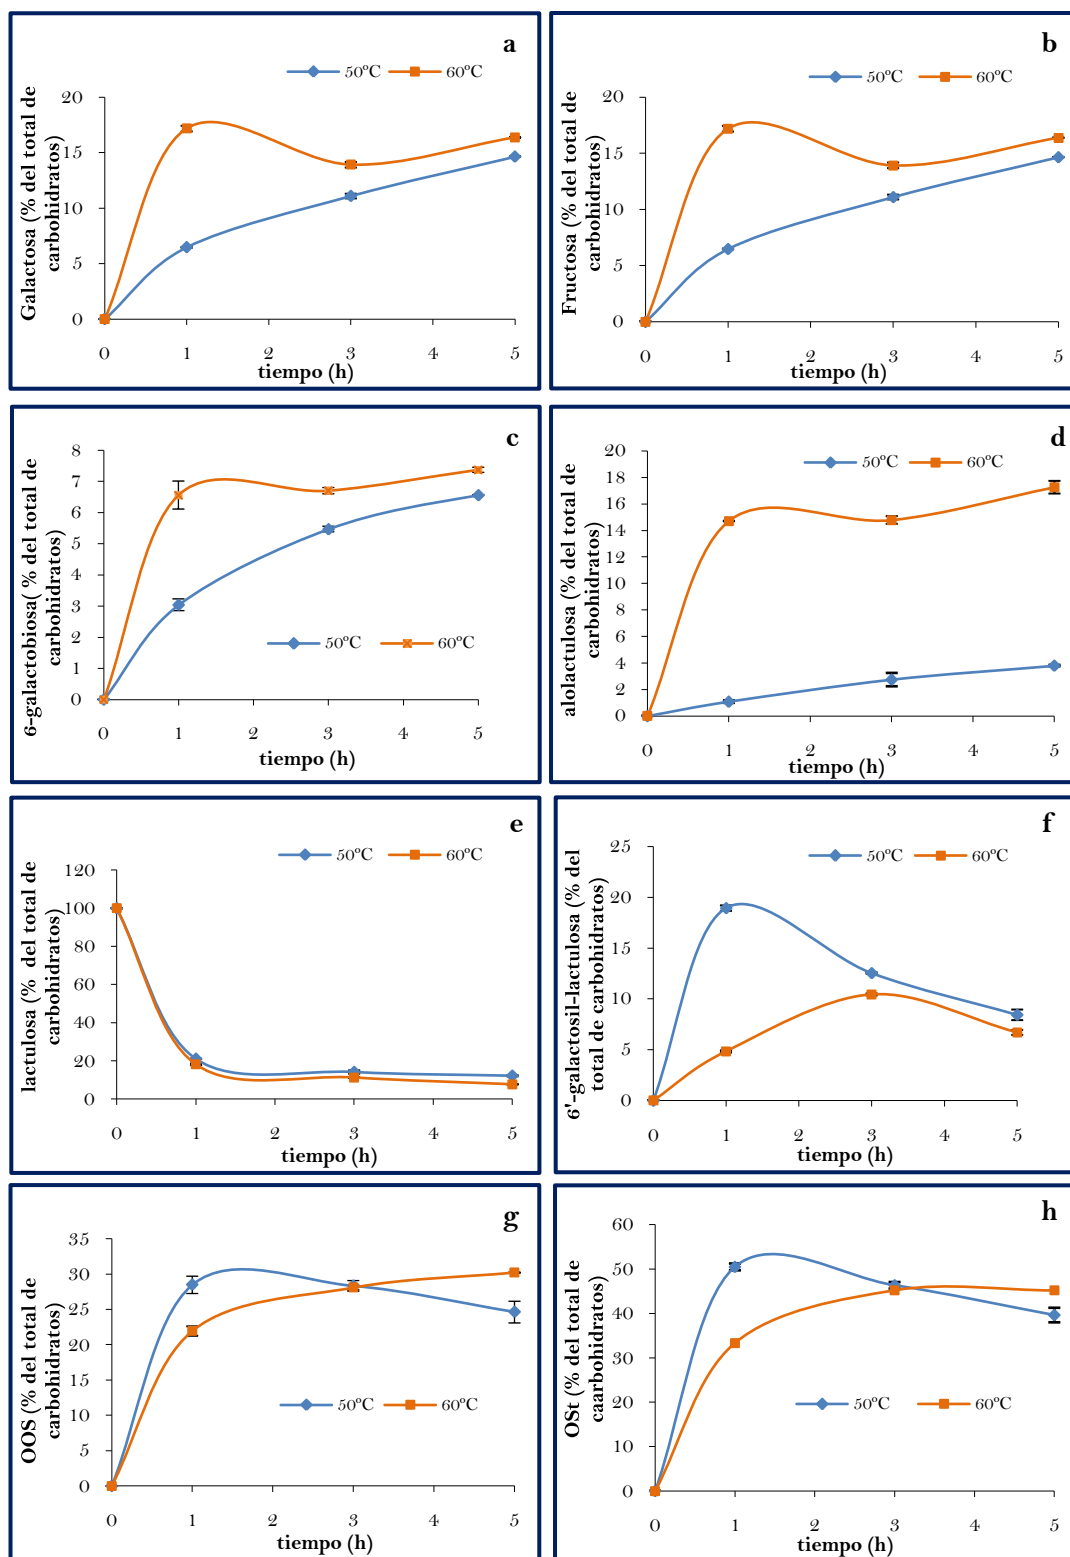 a
50ºC 60ºC
Galactosa (% del total de
carbohidratos)
20
15
10
5
0
0 1 2 3 4 5
tiempo (h)
b
50ºC 60ºC
Fructosa (% del total de
carbohidratos)
20
15
10
5
0
0 1 2 3 4 5
tiempo (h)
c
50ºC 60ºC
6-galactobiosa( % del total de
carbohidratos)
8
7
6
5
4
3
2
1
0
0 1 2 3 4 5
tiempo (h)
d
50ºC 60ºC
alolactulosa (% del total de
carbohidratos)
20
18
16
14
12
10
8
6
4
2
0
0 1 2 3 4 5
tiempo (h)
e
50ºC 60ºC
lactulosa (% del total de
carbohidratos)
120
100
80
60
40
20
0
0 1 2 3 4 5
tiempo (h)
f
50ºC 60ºC
6'-galactosil-lactulosa (% del
total de carbohidratos)
25
20
15
10
5
0
0 1 2 3 4 5
tiempo (h)
g
50ºC 60ºC
OOS (% del total de
carbohidratos)
35
30
25
20
15
10
5
0
0 1 2 3 4 5
tiempo (h)
h
50ºC 60ºC
OSt (% del total de
caarbohidratos)
60
50
40
30
20
10
0
0 1 2 3 4 5
tiempo (h)